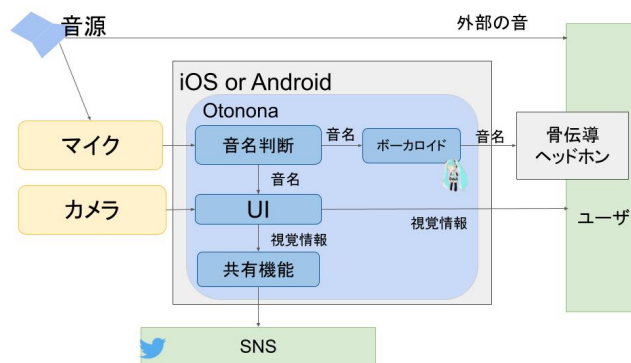 音源
外部の音
iOS or Android
Otonona
マイク
音名判断
音名
ボーカロイド
音名
骨伝導
ヘッドホン
音名
カメラ
UI
視覚情報
ユーザ
視覚情報
共有機能
SNS